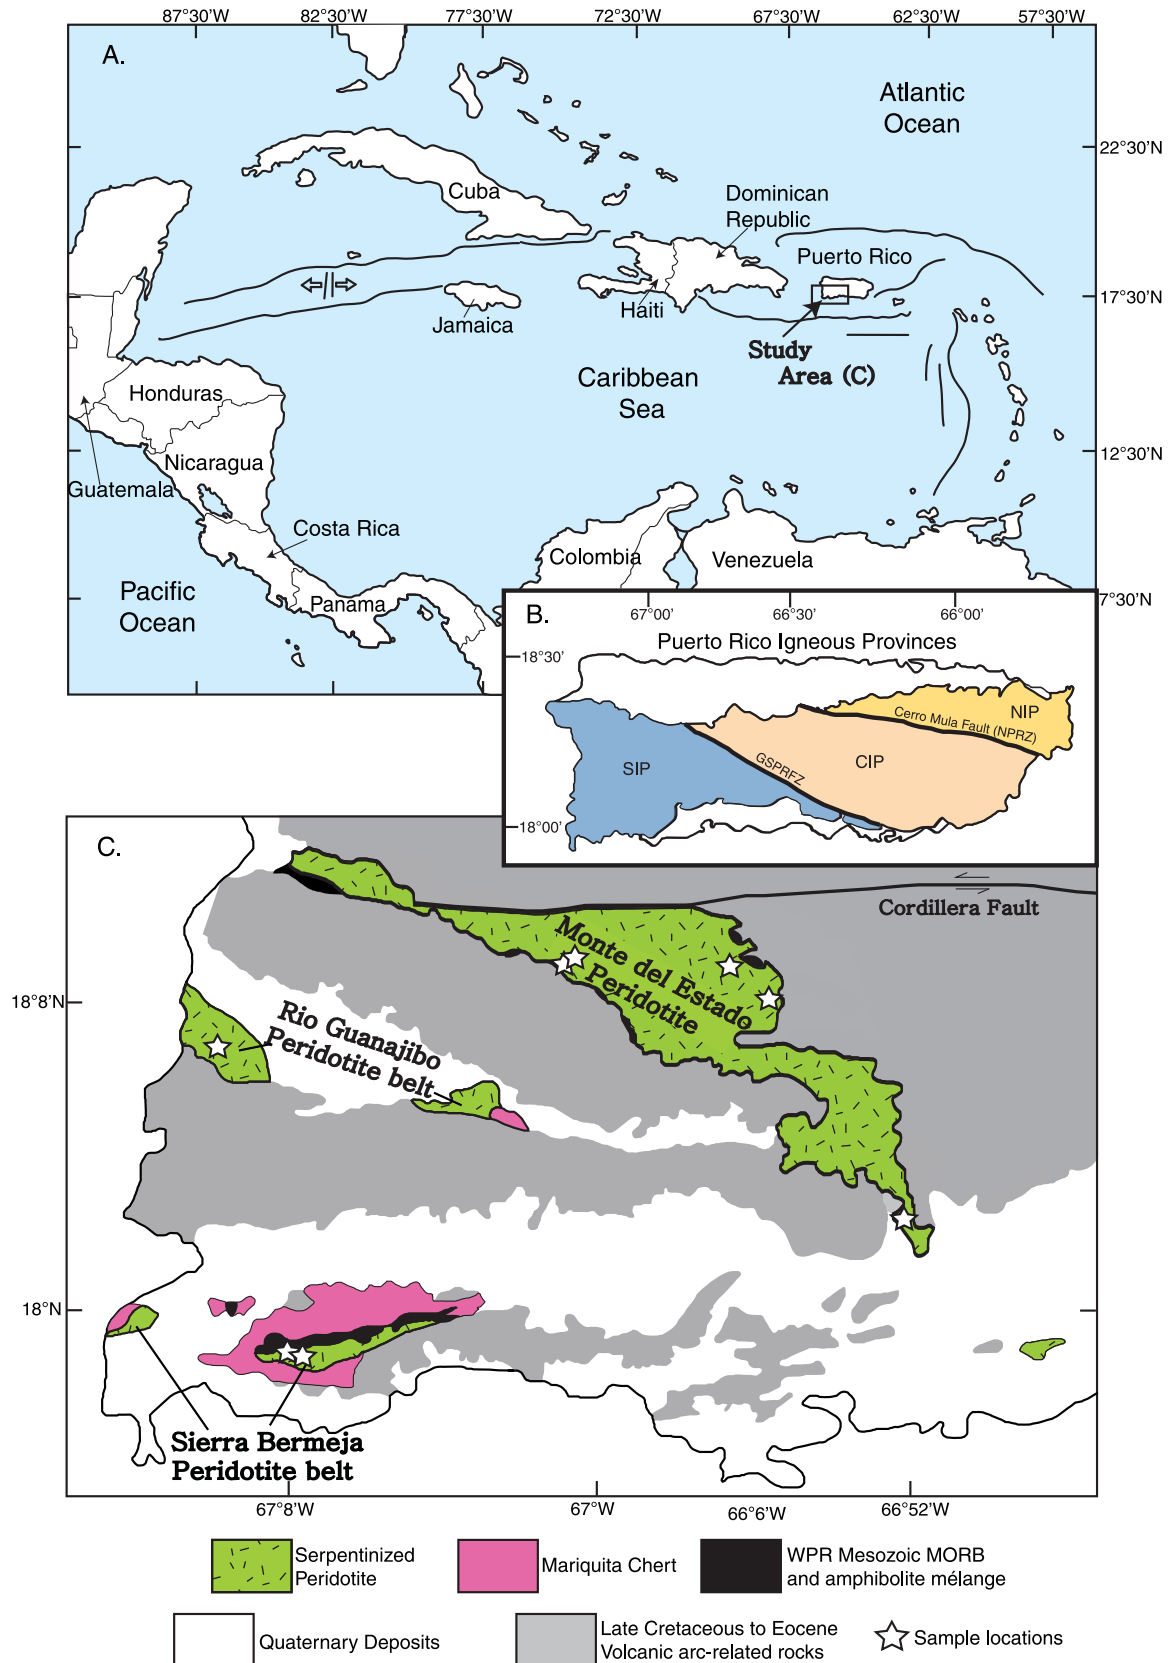 87°30'W 82°30'W 77°30'W 72°30'W 67°30'W 62°30'W 57°30'W
A.
Atlantic
Ocean
22°30'N
Cuba
Dominican
Republic
Puerto Rico
17°30'N
Haiti
Jamaica
Study
Area (C)
Caribbean
Sea
Honduras
Nicaragua
12°30'N
Guatemala
Costa Rica
Colombia
Venezuela
Pacific
Ocean
Panama
7°30'N
B.
67°00' 66°30' 66°00'
Puerto Rico Igneous Provinces
18°30'
NIP
Cerro Mula Fault (NPRZ)
SIP
GSPRFZ
CIP
18°00'
C.
Cordillera Fault
Monte del Estado
Peridotite
18°8'N
Rio Guanajibo
Peridotite belt
18°N
Sierra Bermeja
Peridotite belt
67°8'W 67°W 66°6'W 66°52'W
Serpentinized
Peridotite
Mariquita Chert
WPR Mesozoic MORB
and amphibolite mélange
Quaternary Deposits
Late Cretaceous to Eocene
Volcanic arc-related rocks
Sample locations